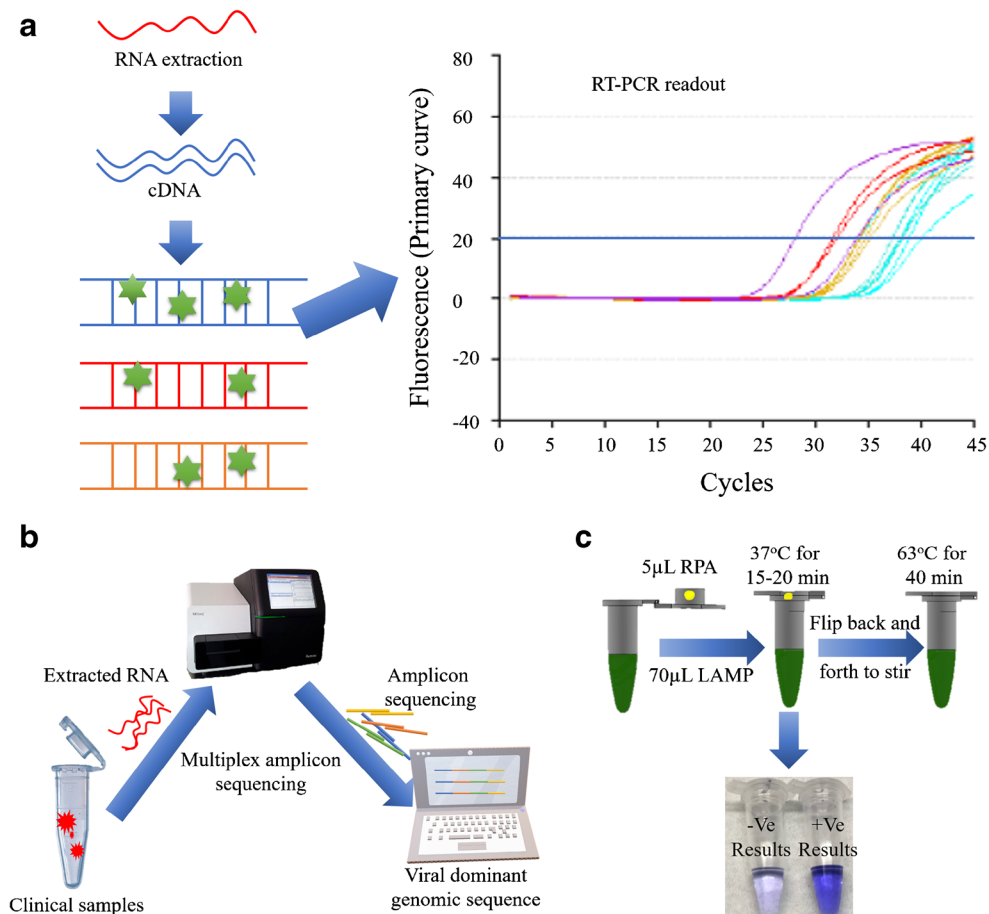 a
RNA extraction
cDNA
RT-PCR readout
Fluorescence (Primary curve)
80
60
40
20
0
-20
-40
0
5
10
15
20
25
30
35
40
45
Cycles
b
Extracted RNA
Clinical samples
Multiplex amplicon
sequencing
Amplicon
sequencing
Viral dominant
genomic sequence
c
5µL RPA
70µL LAMP
37°C for
15-20 min
Flip back and
forth to stir
63°C for
40 min
-Ve
Results
+Ve
Results